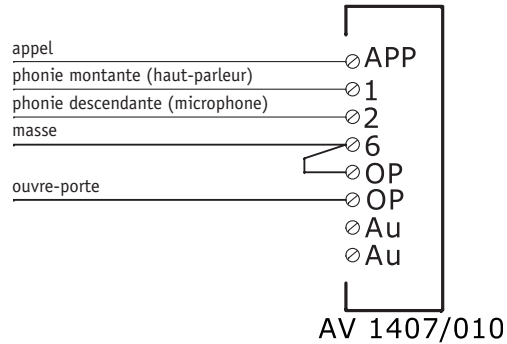 appel
APP
phonie montante (haut-parleur)
1
phonie descendante (microphone)
2
masse
6
OP
ouvre-porte
OP
Au
Au
AV 1407/010